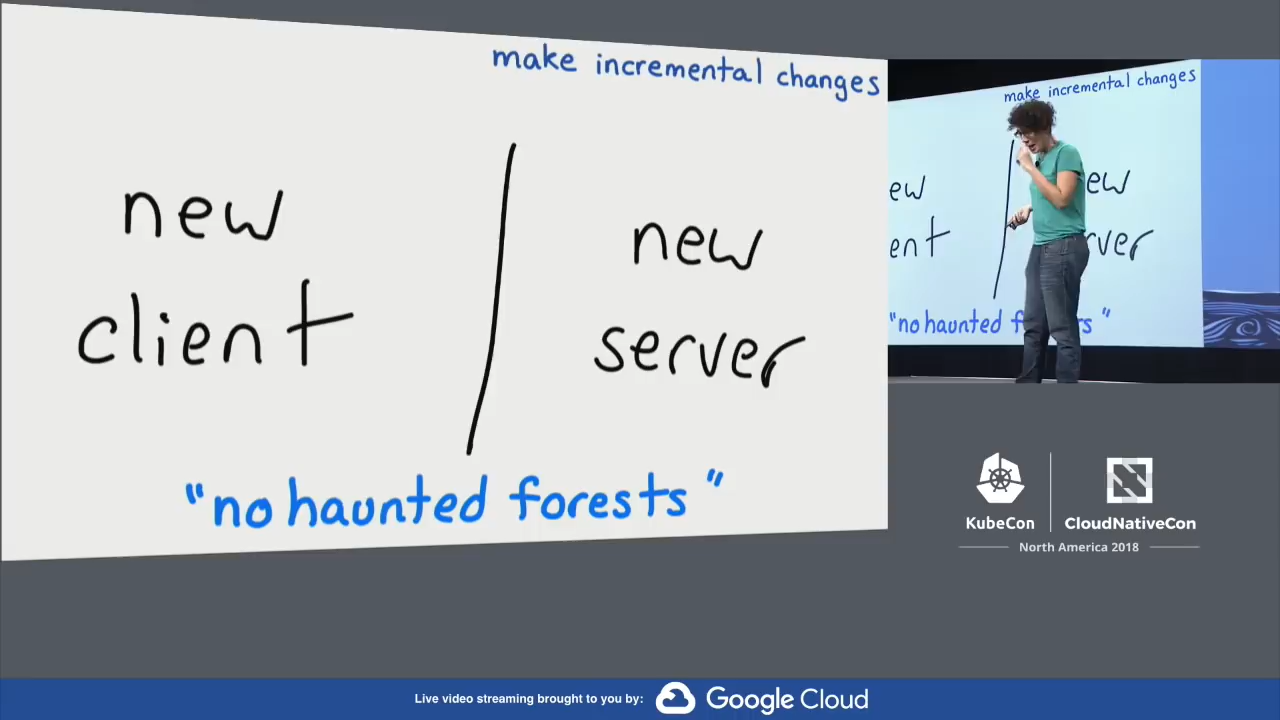 make incremental changes
new
client
new
server
"no haunted forests"
make incremental changes
ew
ent
ew
rver
"no haunted f s"
KubeCon
CloudNativeCon
North America 2018
Live video streaming brought to you by:
Google Cloud